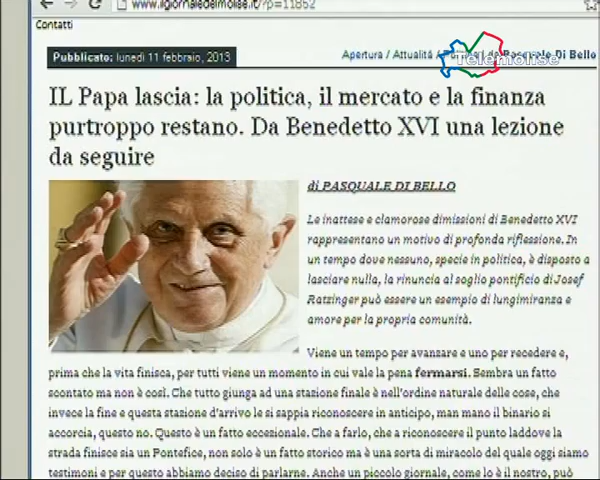 www.ilgiornaledelmolise.it/?p=11852
Contatti
Pubblicato: lunedì 11 febbraio, 2013
Apertura / Attualità / da Pasquale Di Bello
Telemolise
IL Papa lascia: la politica, il mercato e la finanza
purtroppo restano. Da Benedetto XVI una lezione
da seguire
di PASQUALE DI BELLO
Le inattese e clamorose dimissioni di Benedetto XVI
rappresentano un motivo di profonda riflessione. In
un tempo dove nessuno, specie in politica, è disposto a
lasciare nulla, la rinuncia al soglio pontificio di Josef
Ratzinger può essere un esempio di lungimiranza e
amore per la propria comunità.
Viene un tempo per avanzare e uno per recedere e,
prima che la vita finisca, per tutti viene un momento in cui vale la pena fermarsi. Sembra un fatto
scontato ma non è così. Che tutto giunga ad una stazione finale è nell'ordine naturale delle cose, che
invece la fine e questa stazione d'arrivo le si sappia riconoscere in anticipo, man mano il binario si
accorcia, questo no. Questo è un fatto eccezionale. Che a farlo, che a riconoscere il punto laddove la
strada finisce sia un Pontefice, non solo è un fatto storico ma è una sorta di miracolo del quale oggi siamo
testimoni e per questo abbiamo deciso di parlarne. Anche un piccolo giornale, come lo è il nostro, può